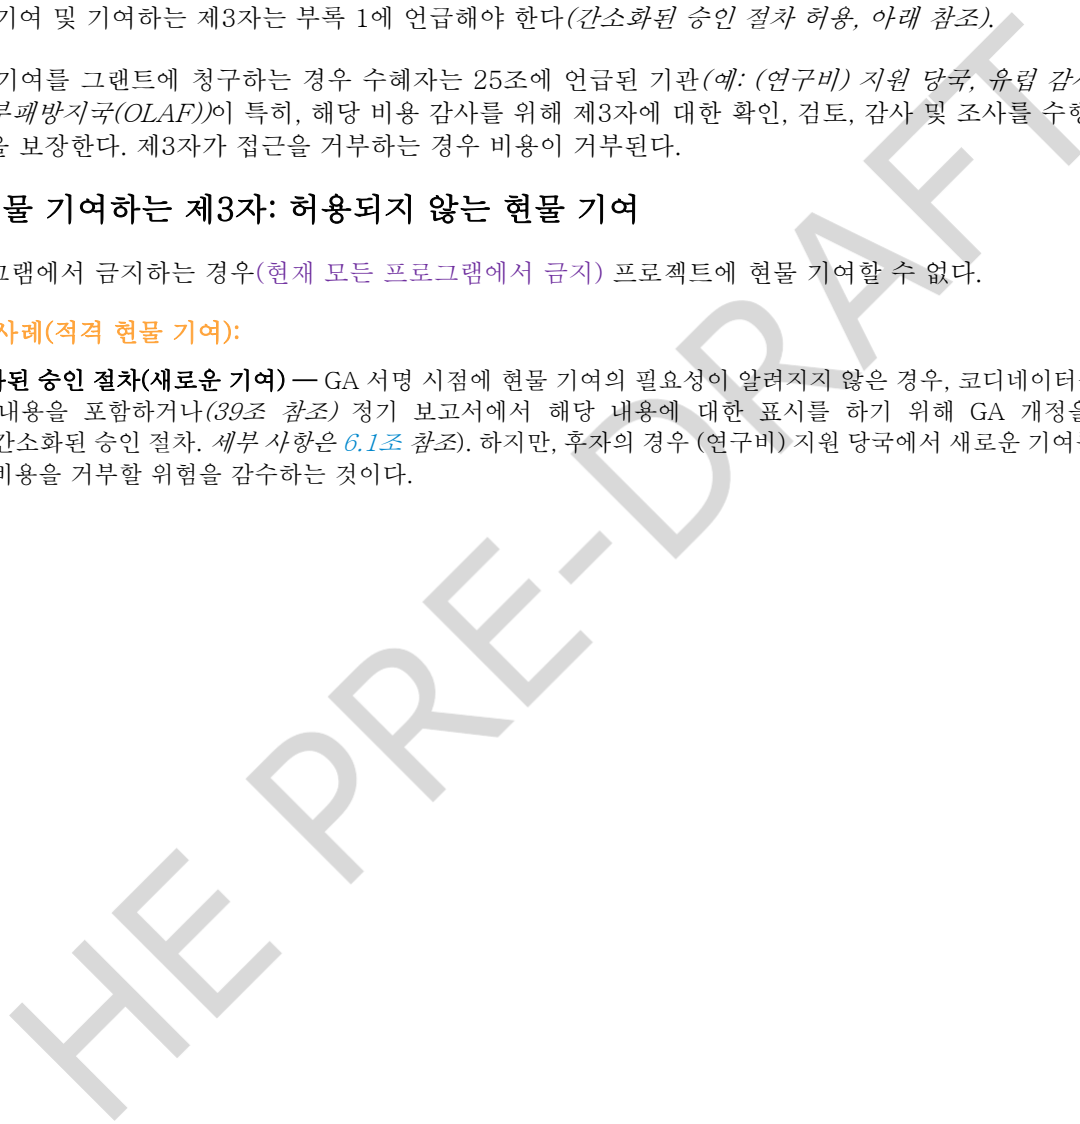 기여 및 기여하는 제3자는 부록 1에 언급해야 한다(간소화된 승인 절차 허용, 아래 참조).
기여를 그랜트에 청구하는 경우 수혜자는 25조에 언급된 기관(예: (연구비) 지원 당국, 유럽 감사
부패방지국(OLAF))이 특히, 해당 비용 감사를 위해 제3자에 대한 확인, 검토, 감사 및 조사를 수행
을 보장한다. 제3자가 접근을 거부하는 경우 비용이 거부된다.
물 기여하는 제3자: 허용되지 않는 현물 기여
그램에서 금지하는 경우(현재 모든 프로그램에서 금지) 프로젝트에 현물 기여할 수 없다.
사례(적격 현물 기여):
화된 승인 절차(새로운 기여) — GA 서명 시점에 현물 기여의 필요성이 알려지지 않은 경우, 코디네이터
내용을 포함하거나(39조 참조) 정기 보고서에서 해당 내용에 대한 표시를 하기 위해 GA 개정을
간소화된 승인 절차. 세부 사항은 6.1조 참조). 하지만, 후자의 경우 (연구비) 지원 당국에서 새로운 기여
비용을 거부할 위험을 감수하는 것이다.
HE PRE-DRAFT